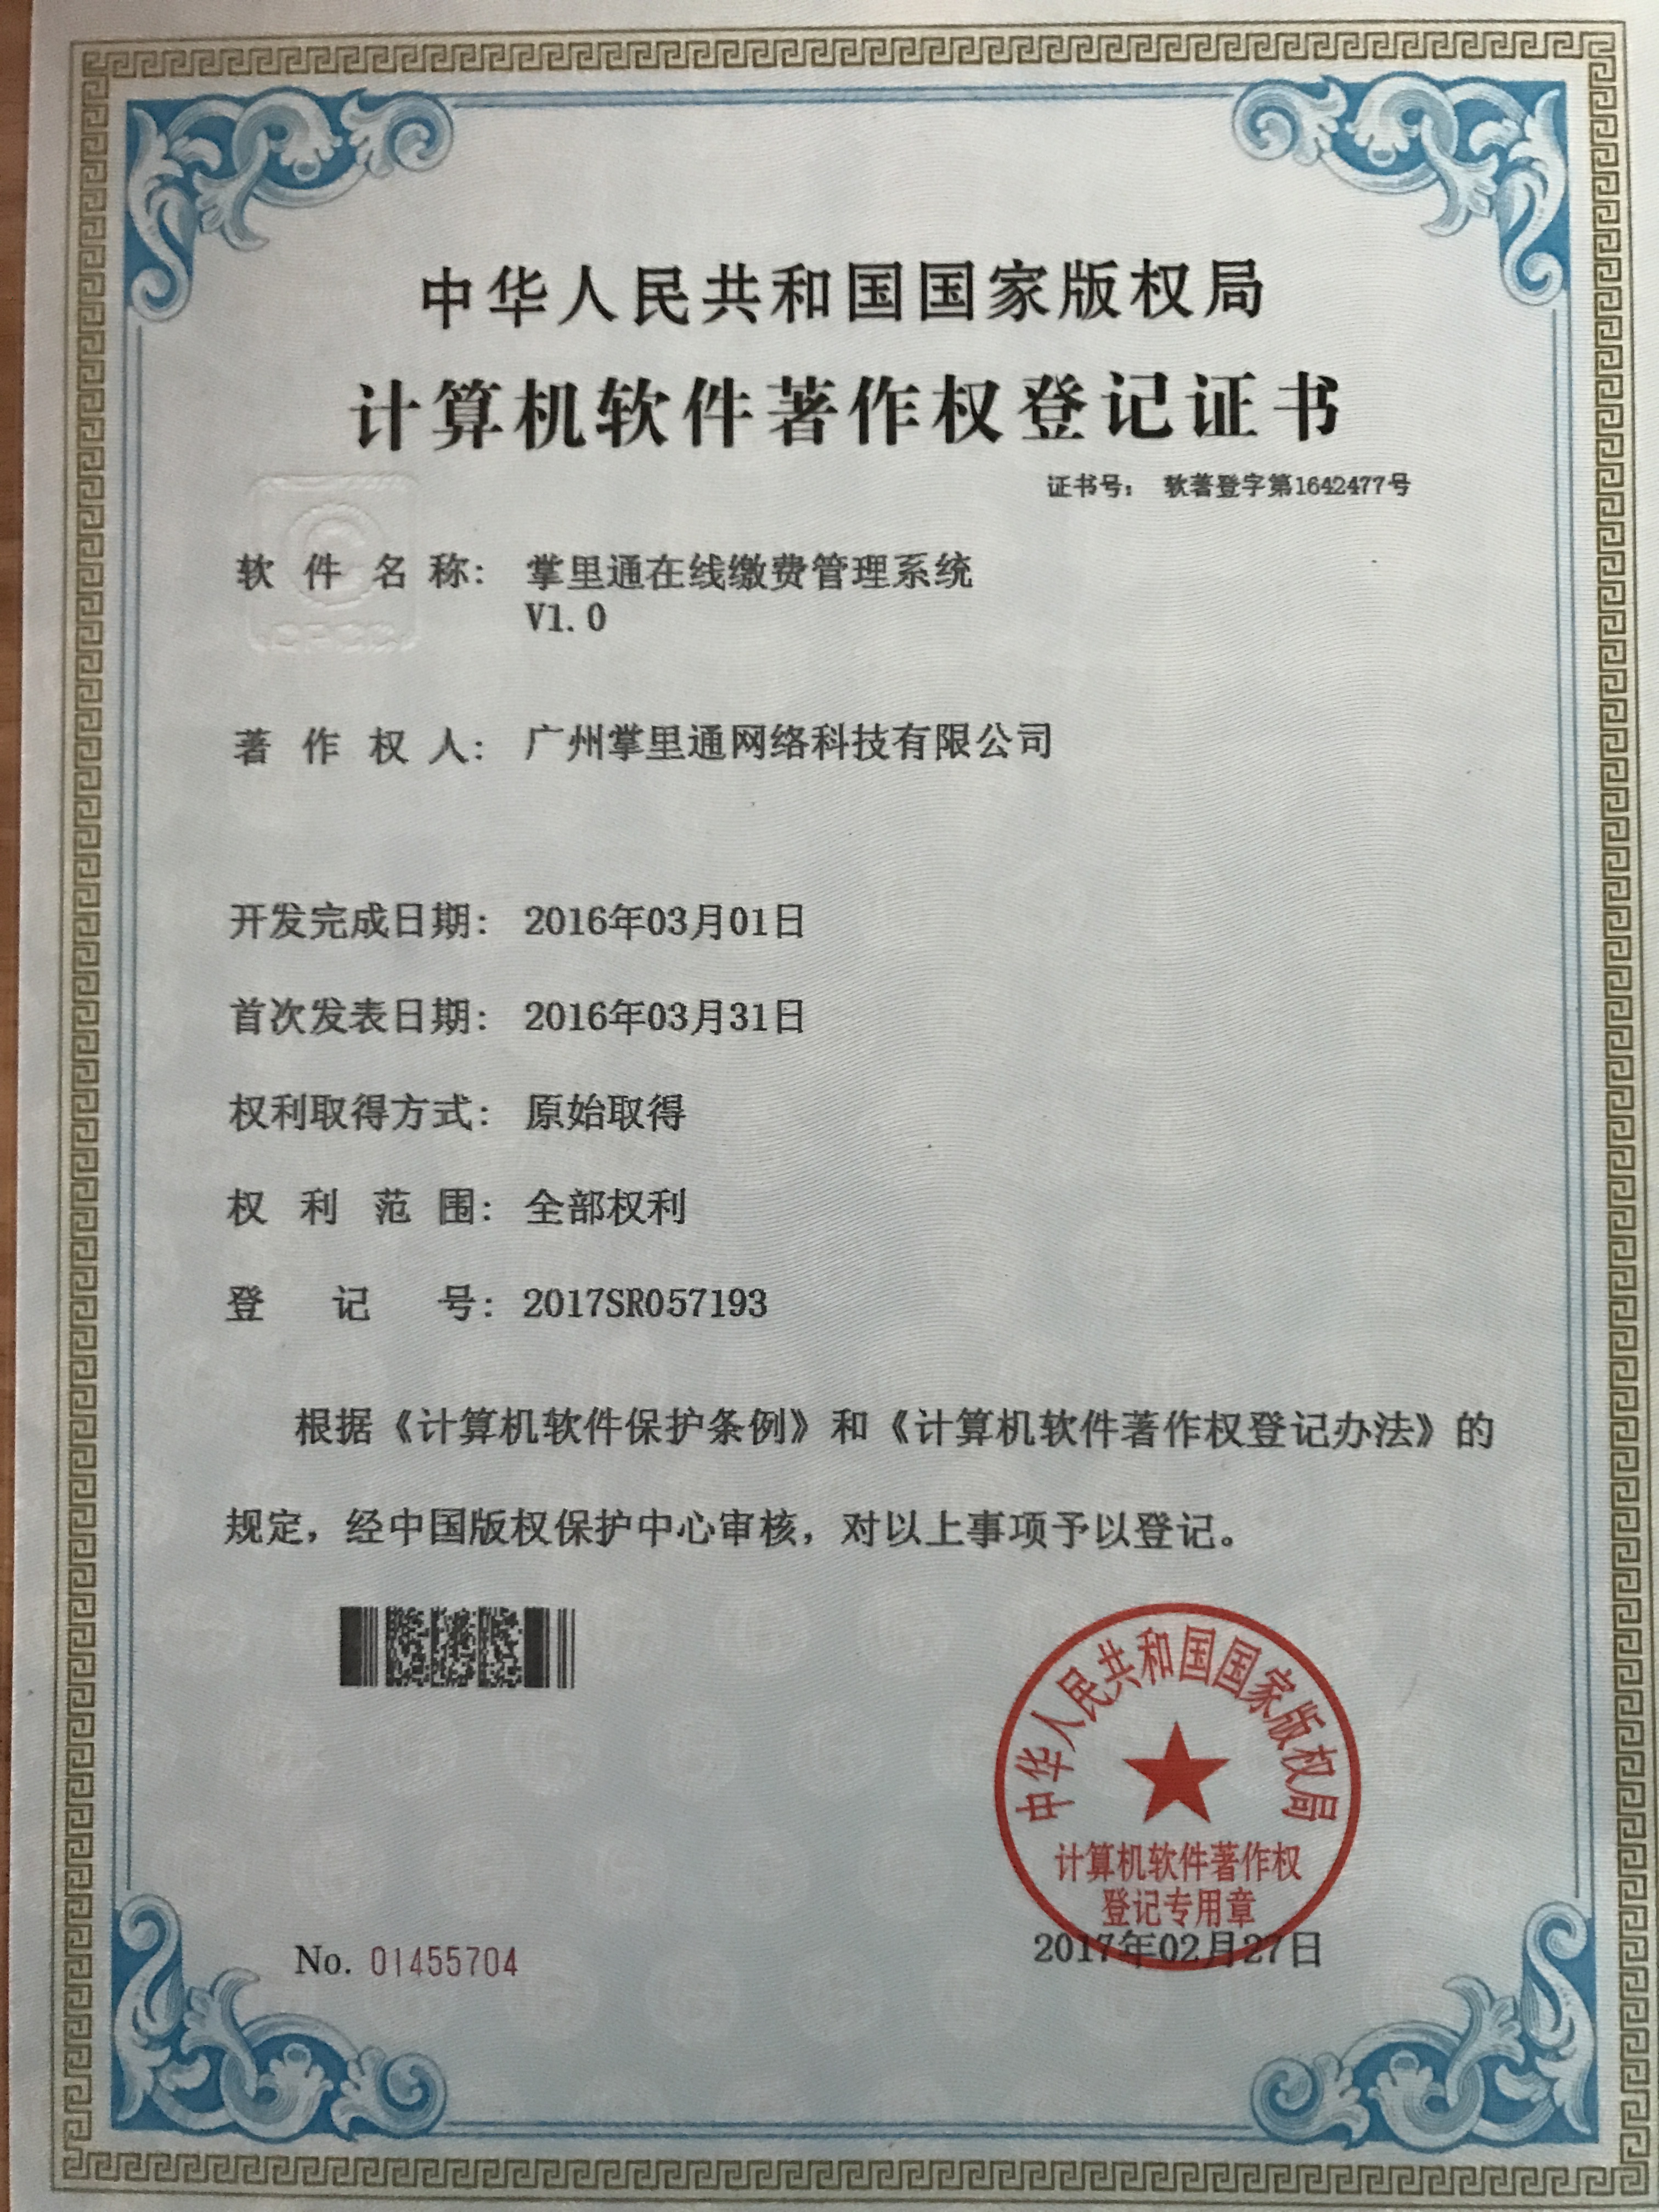 中华人民共和国国家版权局
计算机软件著作权登记证书
证书号： 软著登字第1642477号
CPCC
软件名称： 掌里通在线缴费管理系统
V1.0
著作权人： 广州掌里通网络科技有限公司
开发完成日期： 2016年03月01日
首次发表日期： 2016年03月31日
权利取得方式： 原始取得
权利范围： 全部权利
登记号： 2017SR057193
根据《计算机软件保护条例》和《计算机软件著作权登记办法》的
规定，经中国版权保护中心审核，对以上事项予以登记。
中华人民共和国国家版权局
计算机软件著作权
登记专用章
No. 01455704
2017年02月27日